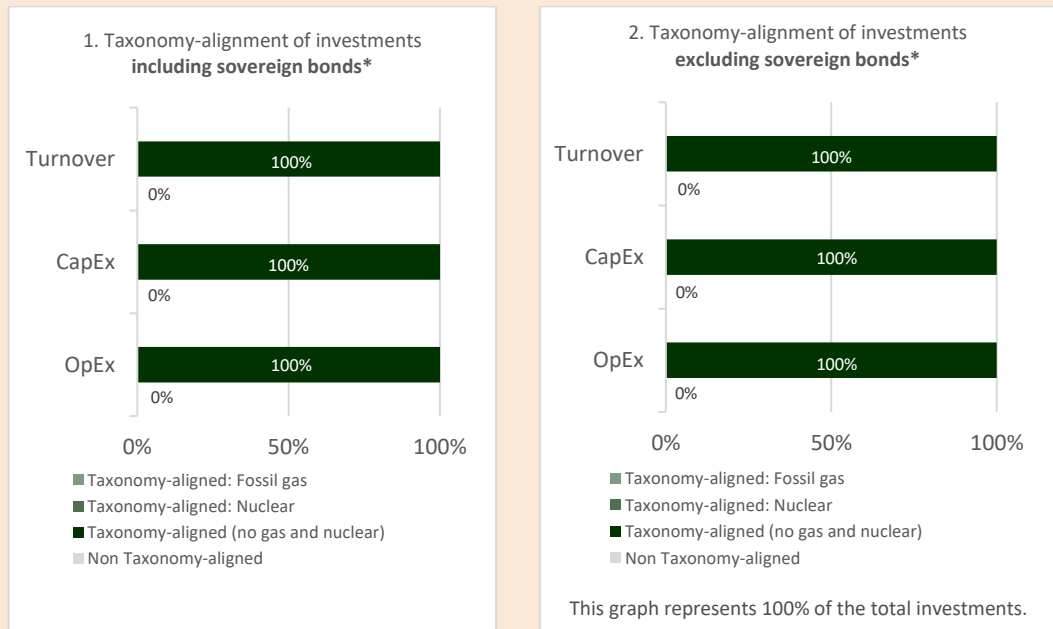 1. Taxonomy-alignment of investments
including sovereign bonds*
Turnover
100%
0%
CapEx
100%
0%
OpEx
100%
0%
0% 50% 100%
Taxonomy-aligned: Fossil gas
Taxonomy-aligned: Nuclear
Taxonomy-aligned (no gas and nuclear)
Non Taxonomy-aligned
2. Taxonomy-alignment of investments
excluding sovereign bonds*
Turnover
100%
0%
CapEx
100%
0%
OpEx
100%
0%
0% 50% 100%
Taxonomy-aligned: Fossil gas
Taxonomy-aligned: Nuclear
Taxonomy-aligned (no gas and nuclear)
Non Taxonomy-aligned
This graph represents 100% of the total investments.